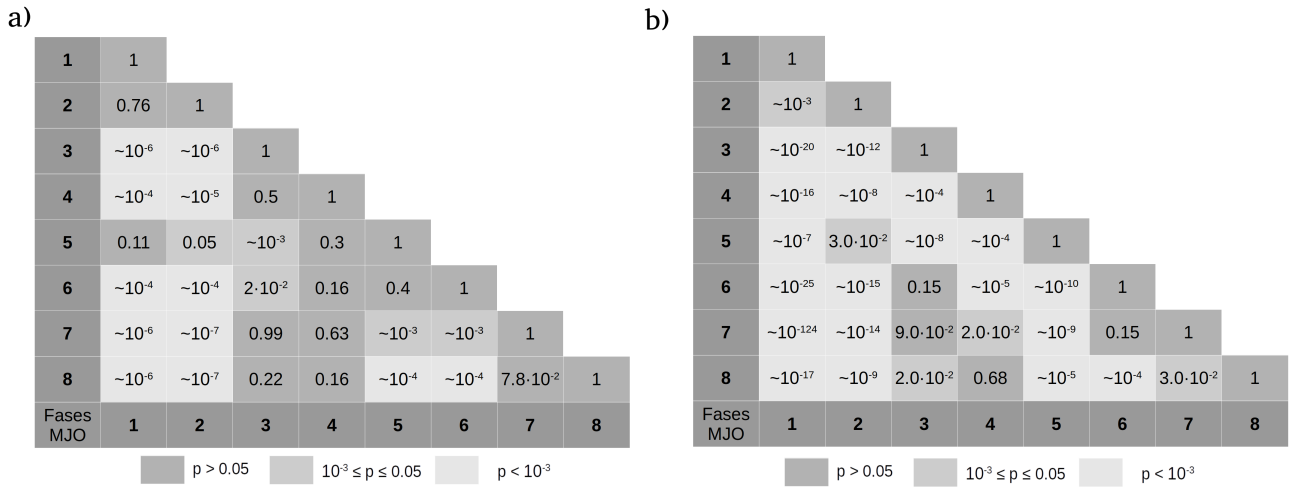 a)
1 1
2 0.76 1
3 ~10⁻⁶ ~10⁻⁶ 1
4 ~10⁻⁴ ~10⁻⁵ 0.5 1
5 0.11 0.05 ~10⁻³ 0.3 1
6 ~10⁻⁴ ~10⁻⁴ 2·10⁻² 0.16 0.4 1
7 ~10⁻⁶ ~10⁻⁷ 0.99 0.63 ~10⁻³ ~10⁻³ 1
8 ~10⁻⁶ ~10⁻⁷ 0.22 0.16 ~10⁻⁴ ~10⁻⁴ 7.8·10⁻² 1
Fases
MJO 1 2 3 4 5 6 7 8
p > 0.05 10⁻³ ≤ p ≤ 0.05 p < 10⁻³
b)
1 1
2 ~10⁻³ 1
3 ~10⁻²⁰ ~10⁻¹² 1
4 ~10⁻¹⁶ ~10⁻⁸ ~10⁻⁴ 1
5 ~10⁻⁷ 3.0·10⁻² ~10⁻⁸ ~10⁻⁴ 1
6 ~10⁻²⁵ ~10⁻¹⁵ 0.15 ~10⁻⁵ ~10⁻¹⁰ 1
7 ~10⁻¹²⁴ ~10⁻¹⁴ 9.0·10⁻² 2.0·10⁻² ~10⁻⁹ 0.15 1
8 ~10⁻¹⁷ ~10⁻⁹ 2.0·10⁻² 0.68 ~10⁻⁵ ~10⁻⁴ 3.0·10⁻² 1
Fases
MJO 1 2 3 4 5 6 7 8
p > 0.05 10⁻³ ≤ p ≤ 0.05 p < 10⁻³